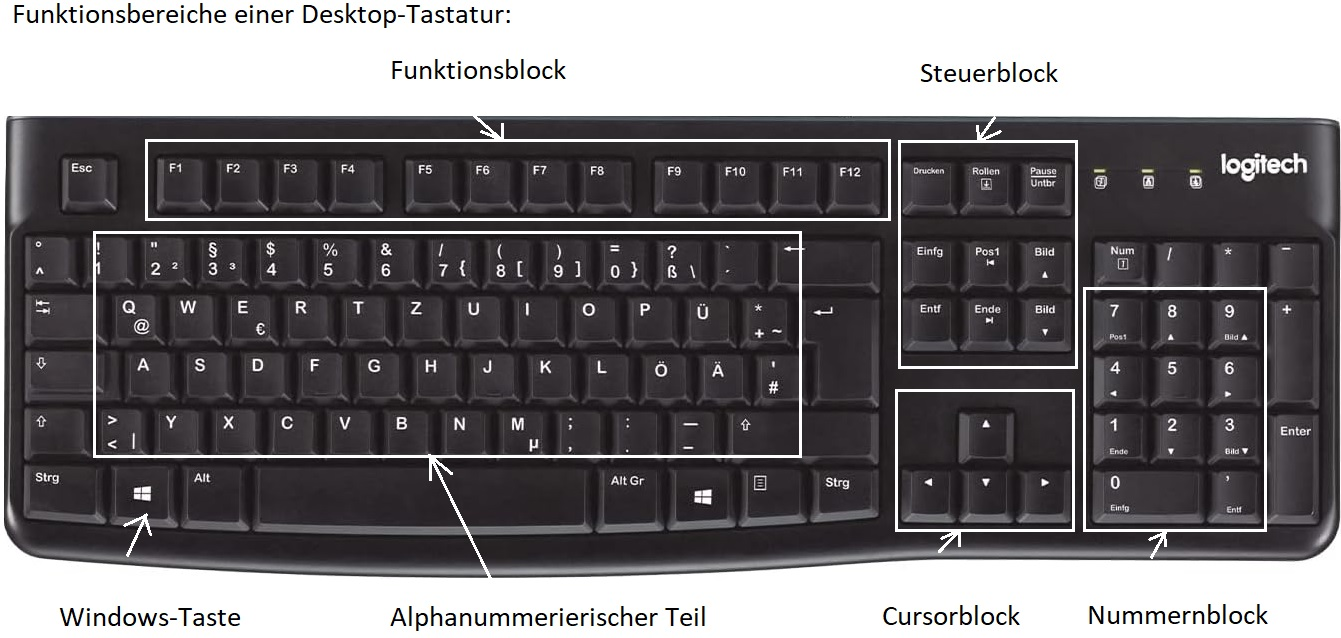 Funktionsbereiche einer Desktop-Tastatur:
Funktionsblock
Steuerblock
logitech
Esc F1 F2 F3 F4 F5 F6 F7 F8 F9 F10 F11 F12 Drucken Rollen Pause
Untbr
° ! " § $ % & / ( ) = ? `
^ 1 2 ² 3 ³ 4 5 6 7 { 8 [ 9 ] 0 } ß \ ´
Einfg Pos1 Bild
Num / * −
Q W E R T Z U I O P Ü *
@ € + ~
Entf Ende Bild
7 8 9 +
Pos1 Bild
A S D F G H J K L Ö Ä '
#
4 5 6
> Y X C V B N M ; : _
< | µ , . -
1 2 3 Enter
Ende Bild
Strg Alt Alt Gr Strg
0 ,
Einfg Entf
Windows-Taste
Alphanummerierischer Teil
Cursorblock
Nummernblock